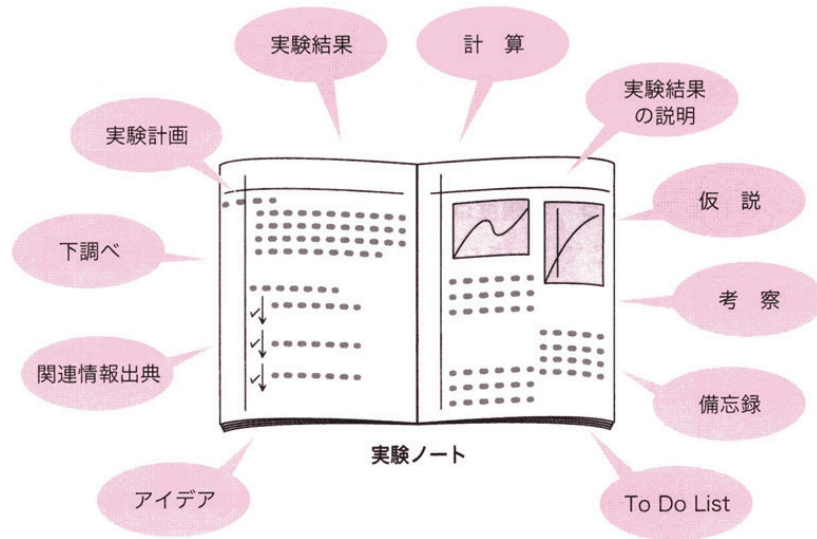 実験結果
計 算
実験結果
の説明
実験計画
仮 説
下調べ
考 察
関連情報出典
備忘録
実験ノート
アイデア
To Do List